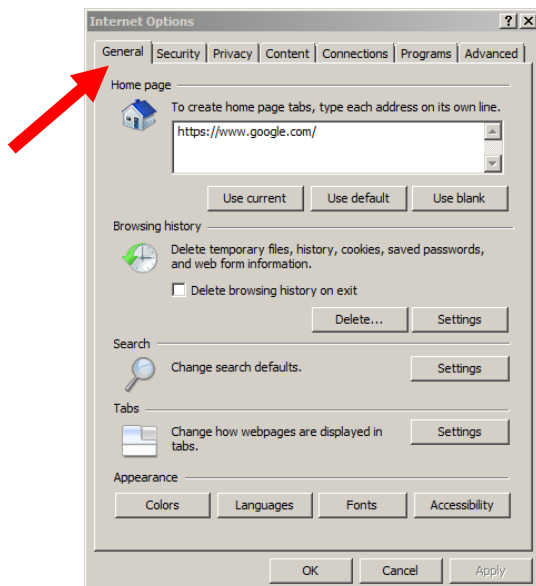 Internet Options
General Security Privacy Content Connections Programs Advanced
Home page
To create home page tabs, type each address on its own line.
https://www.google.com/
Use current Use default Use blank
Browsing history
Delete temporary files, history, cookies, saved passwords,
and web form information.
Delete browsing history on exit
Delete... Settings
Search
Change search defaults.
Settings
Tabs
Change how webpages are displayed in
tabs.
Settings
Appearance
Colors Languages Fonts Accessibility
OK Cancel Apply